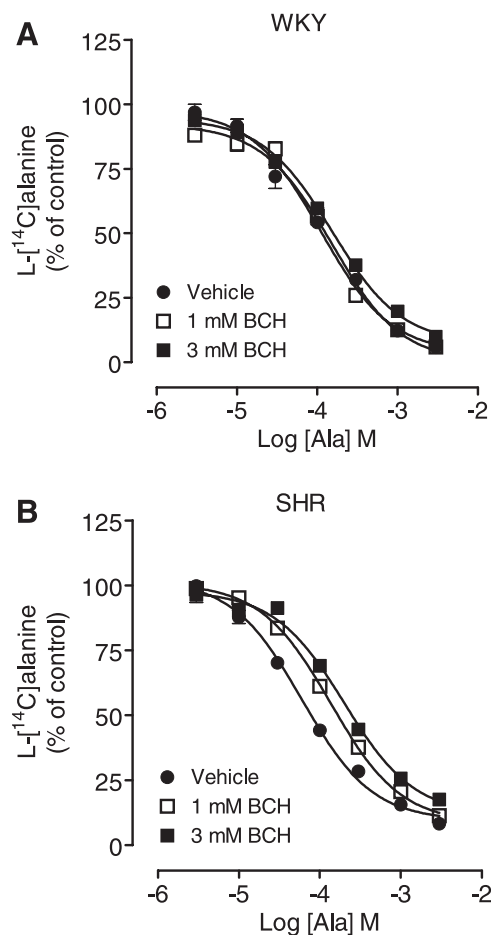 A
WKY
125
100
75
50
25
0
L-[¹⁴C]alanine
(% of control)
Vehicle
1 mM BCH
3 mM BCH
-6 -5 -4 -3 -2
Log [Ala] M
B
SHR
125
100
75
50
25
0
L-[¹⁴C]alanine
(% of control)
Vehicle
1 mM BCH
3 mM BCH
-6 -5 -4 -3 -2
Log [Ala] M